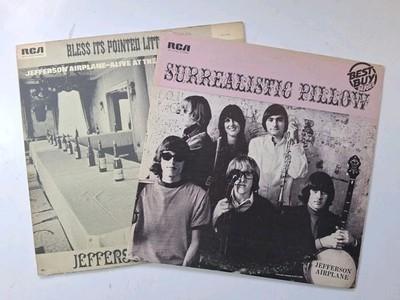 RCA
BLESS ITS POINTED LITT
JEFFERSON AIRPLANE-ALIVE AT THE
JEFFERS
RCA
BEST
BUY
SURREALISTIC PILLOW
JEFFERSON
AIRPLANE